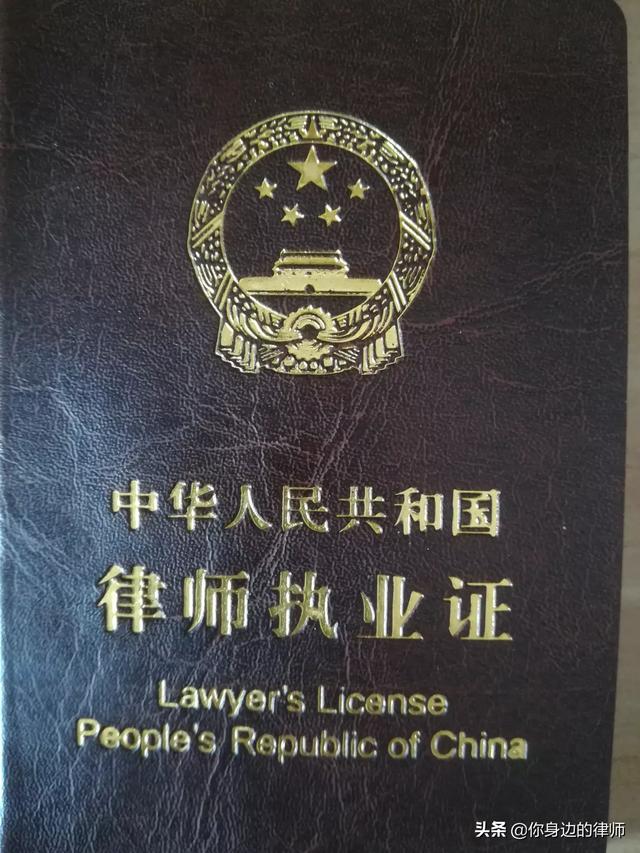 中华人民共和国
律师执业证
Lawyer's License
People's Republic of China
头条 @你身边的律师